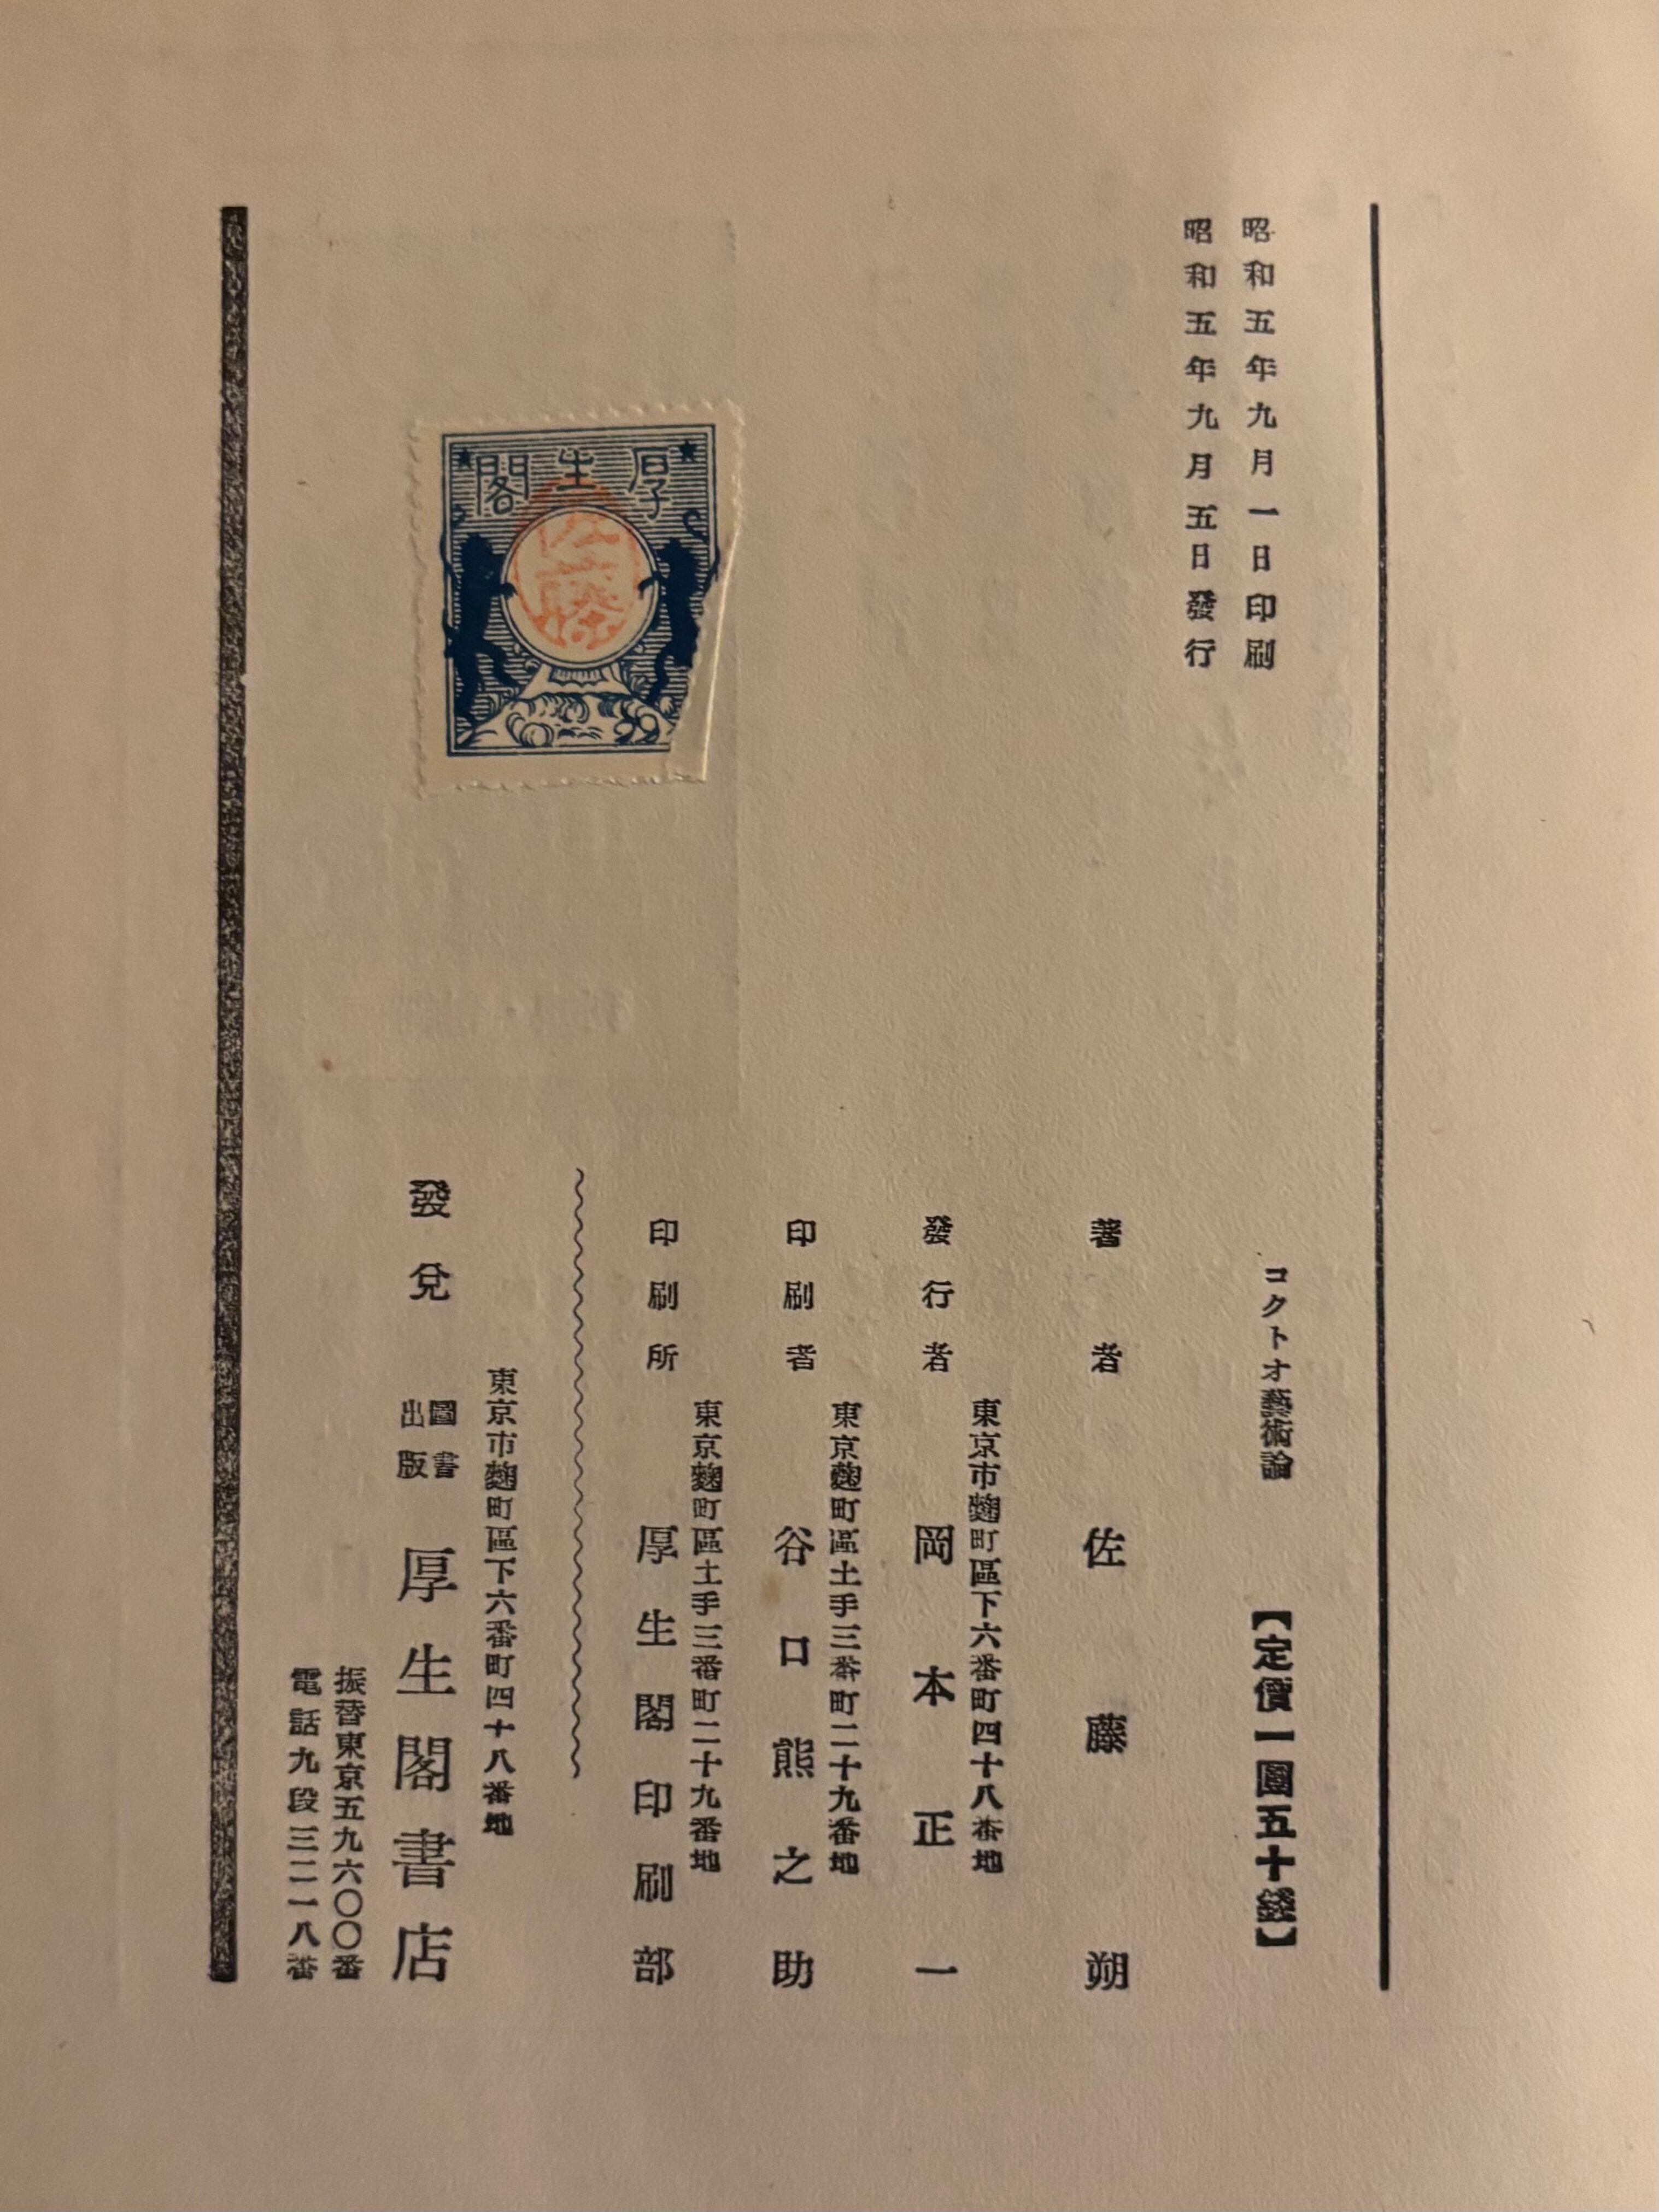 昭和五年九月一日印刷
昭和五年九月五日發行
コクトオ藝術論 【定價一圓五十錢】
著者 佐藤朔
東京市麴町區下六番町四十八番地
發行者 岡本正一
東京麴町區土手三番町二十九番地
印刷者 谷口熊之助
東京麴町區土手三番町二十九番地
印刷所 厚生閣印刷部
東京市麴町區下六番町四十八番地
發兌 圖書出版 厚生閣書店
振替東京五九六〇〇番
電話九段三二一八番
厚生閣
佐藤